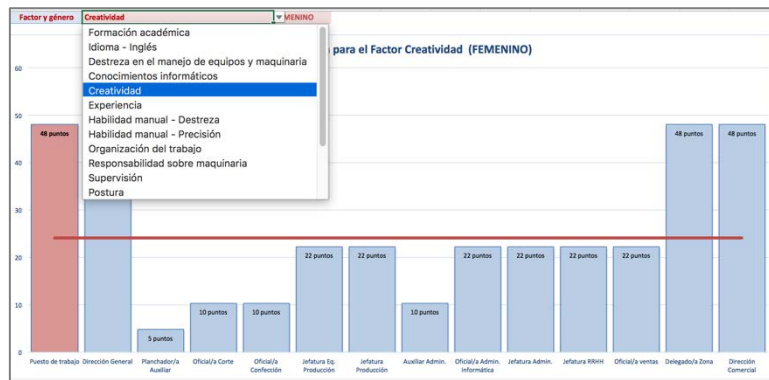 Factor y género Creatividad MENINO
Formación académica
Idioma - Inglés
Destreza en el manejo de equipos y maquinaria
Conocimientos informáticos
Creatividad
Experiencia
Habilidad manual - Destreza
Habilidad manual - Precisión
Organización del trabajo
Responsabilidad sobre maquinaria
Supervisión
Postura
para el Factor Creatividad (FEMENINO)
60
50
40
30
20
10
0
48 puntos
5 puntos
10 puntos
10 puntos
22 puntos
22 puntos
10 puntos
22 puntos
22 puntos
22 puntos
22 puntos
48 puntos
48 puntos
Puesto de trabajo
Dirección General
Planchador/a
Auxiliar
Oficial/a Corte
Oficial/a
Confección
Jefatura Eq.
Producción
Jefatura
Producción
Auxiliar Admin.
Oficial/a Admin.
Informática
Jefatura Admin.
Jefatura RRHH
Oficial/a ventas
Delegado/a Zona
Dirección
Comercial